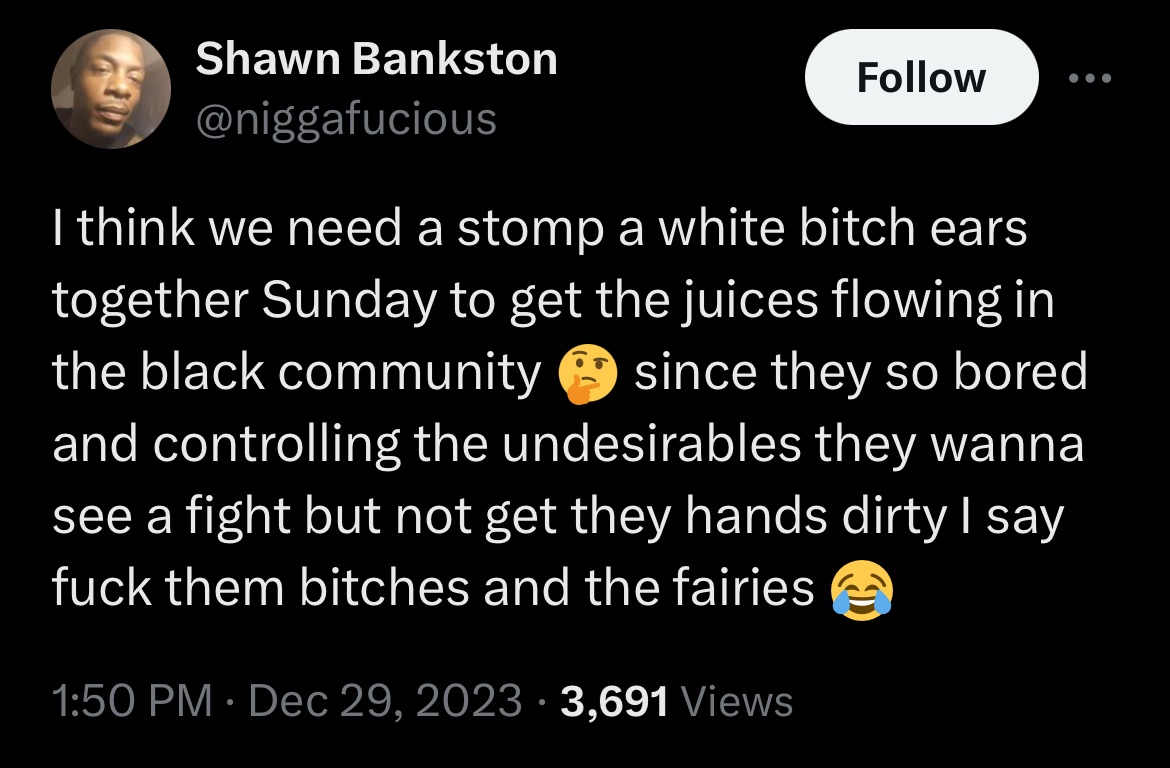 Shawn Bankston
@niggafucious
Follow
I think we need a stomp a white bitch ears
together Sunday to get the juices flowing in
the black community 🤔 since they so bored
and controlling the undesirables they wanna
see a fight but not get they hands dirty I say
fuck them bitches and the fairies 😂
1:50 PM · Dec 29, 2023 · 3,691 Views